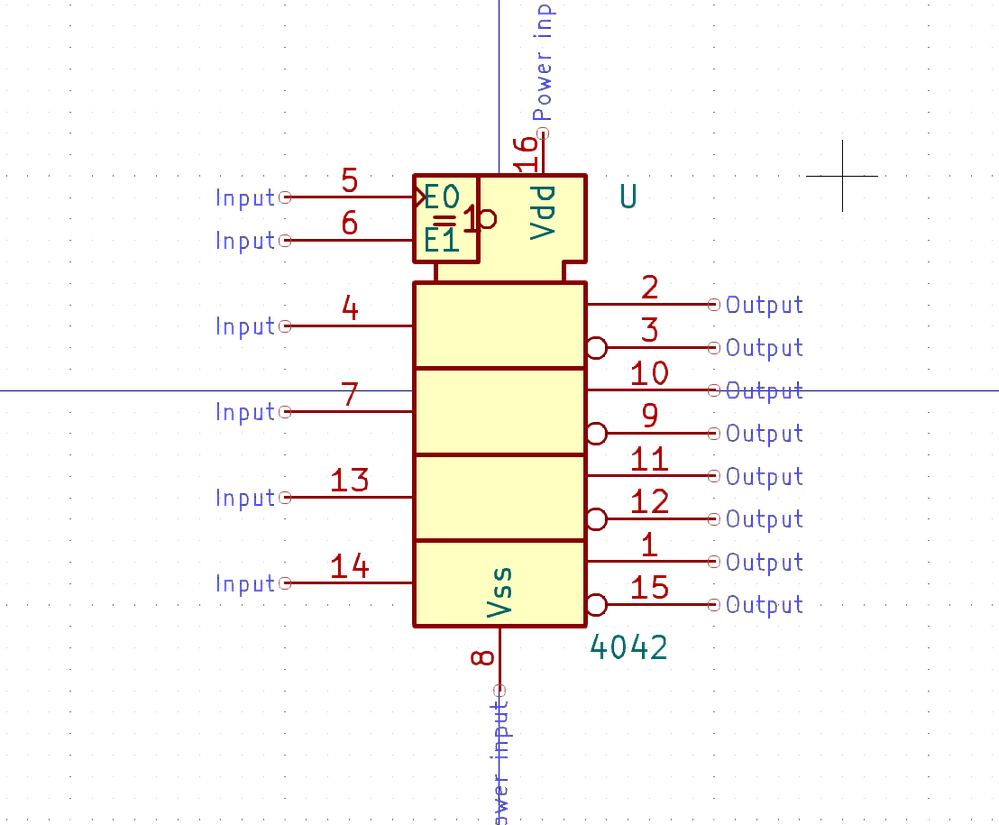 Power inp
16
Vdd
U
Input 5 E0
=1
Input 6 E1
2 Output
Input 4
3 Output
10 Output
Input 7
9 Output
11 Output
Input 13
12 Output
1 Output
Input 14
15 Output
Vss
4042
8
ower input